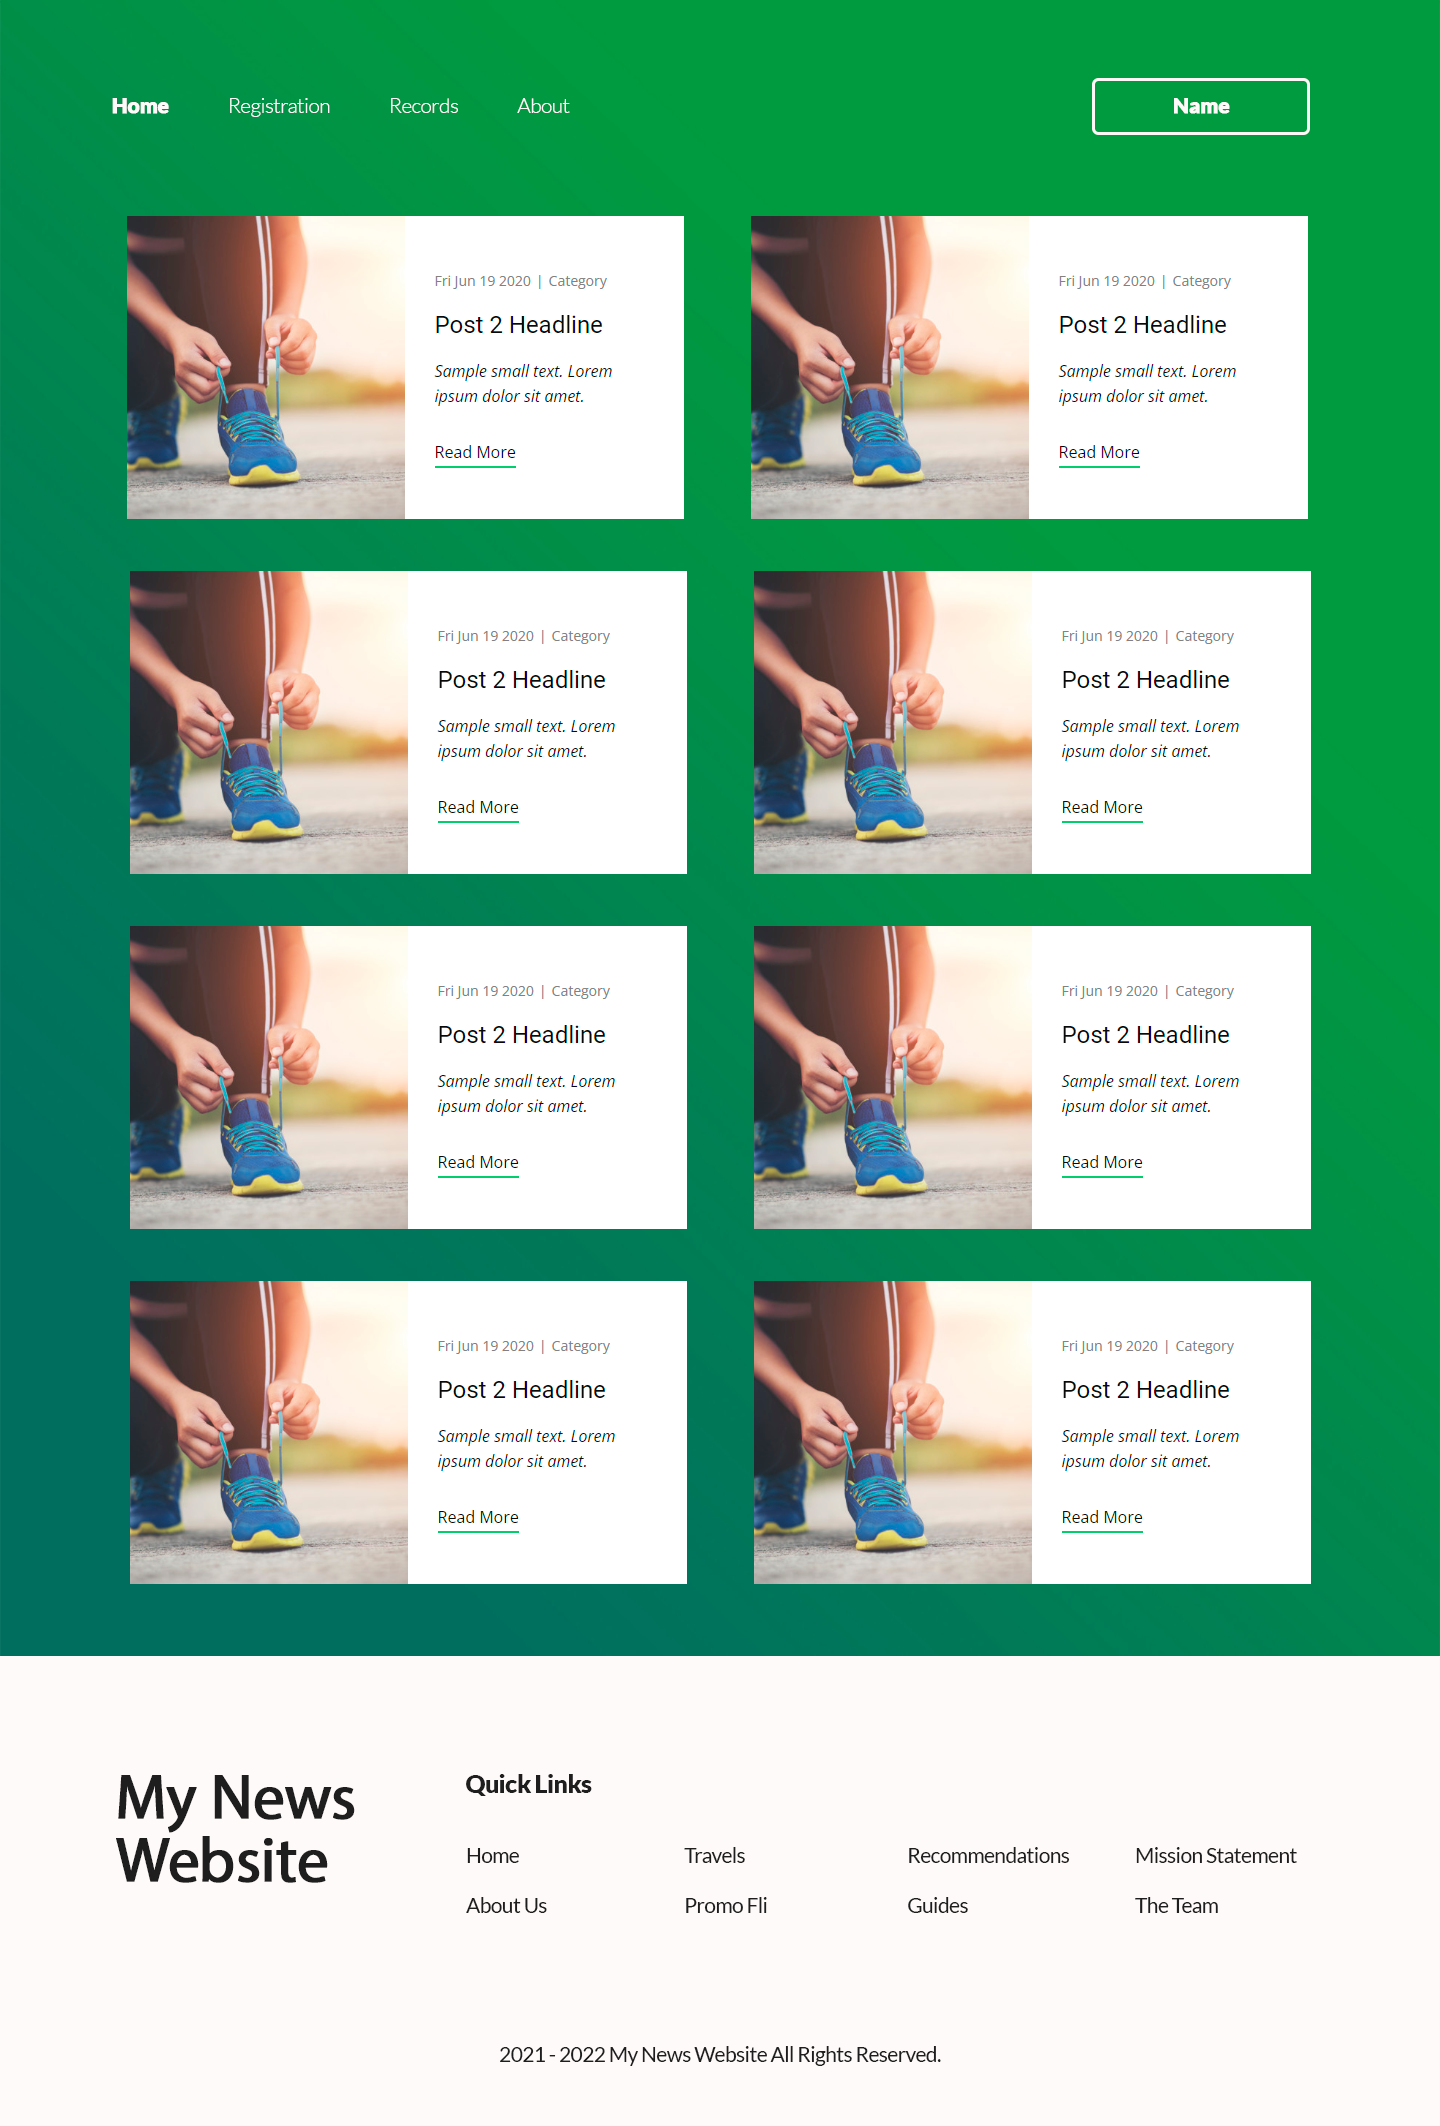 Home Registration Records About Name
Fri Jun 19 2020 | Category
Post 2 Headline
Sample small text. Lorem
ipsum dolor sit amet.
Read More
Fri Jun 19 2020 | Category
Post 2 Headline
Sample small text. Lorem
ipsum dolor sit amet.
Read More
Fri Jun 19 2020 | Category
Post 2 Headline
Sample small text. Lorem
ipsum dolor sit amet.
Read More
Fri Jun 19 2020 | Category
Post 2 Headline
Sample small text. Lorem
ipsum dolor sit amet.
Read More
Fri Jun 19 2020 | Category
Post 2 Headline
Sample small text. Lorem
ipsum dolor sit amet.
Read More
Fri Jun 19 2020 | Category
Post 2 Headline
Sample small text. Lorem
ipsum dolor sit amet.
Read More
Fri Jun 19 2020 | Category
Post 2 Headline
Sample small text. Lorem
ipsum dolor sit amet.
Read More
Fri Jun 19 2020 | Category
Post 2 Headline
Sample small text. Lorem
ipsum dolor sit amet.
Read More
My News
Website
Quick Links
Home Travels Recommendations Mission Statement
About Us Promo Fli Guides The Team
2021 - 2022 My News Website All Rights Reserved.